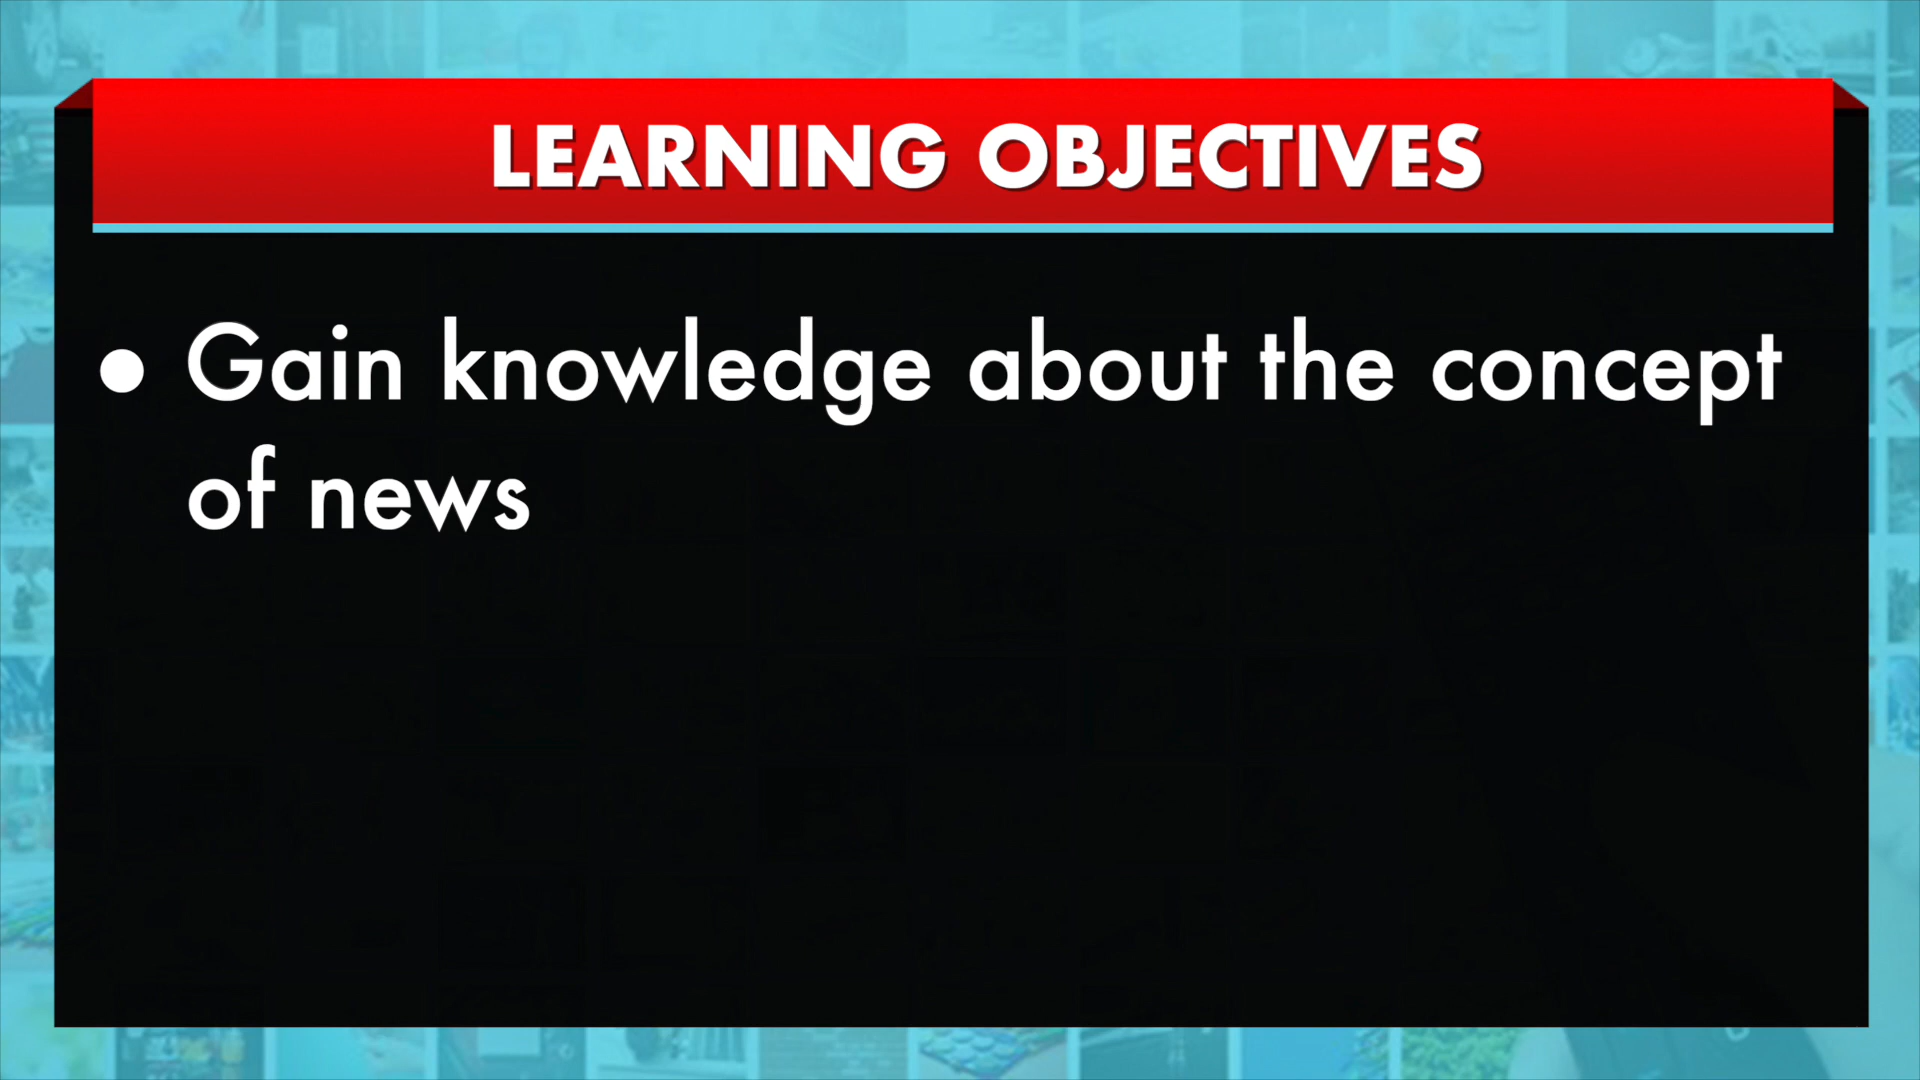 LEARNING OBJECTIVES
● Gain knowledge about the concept
of news